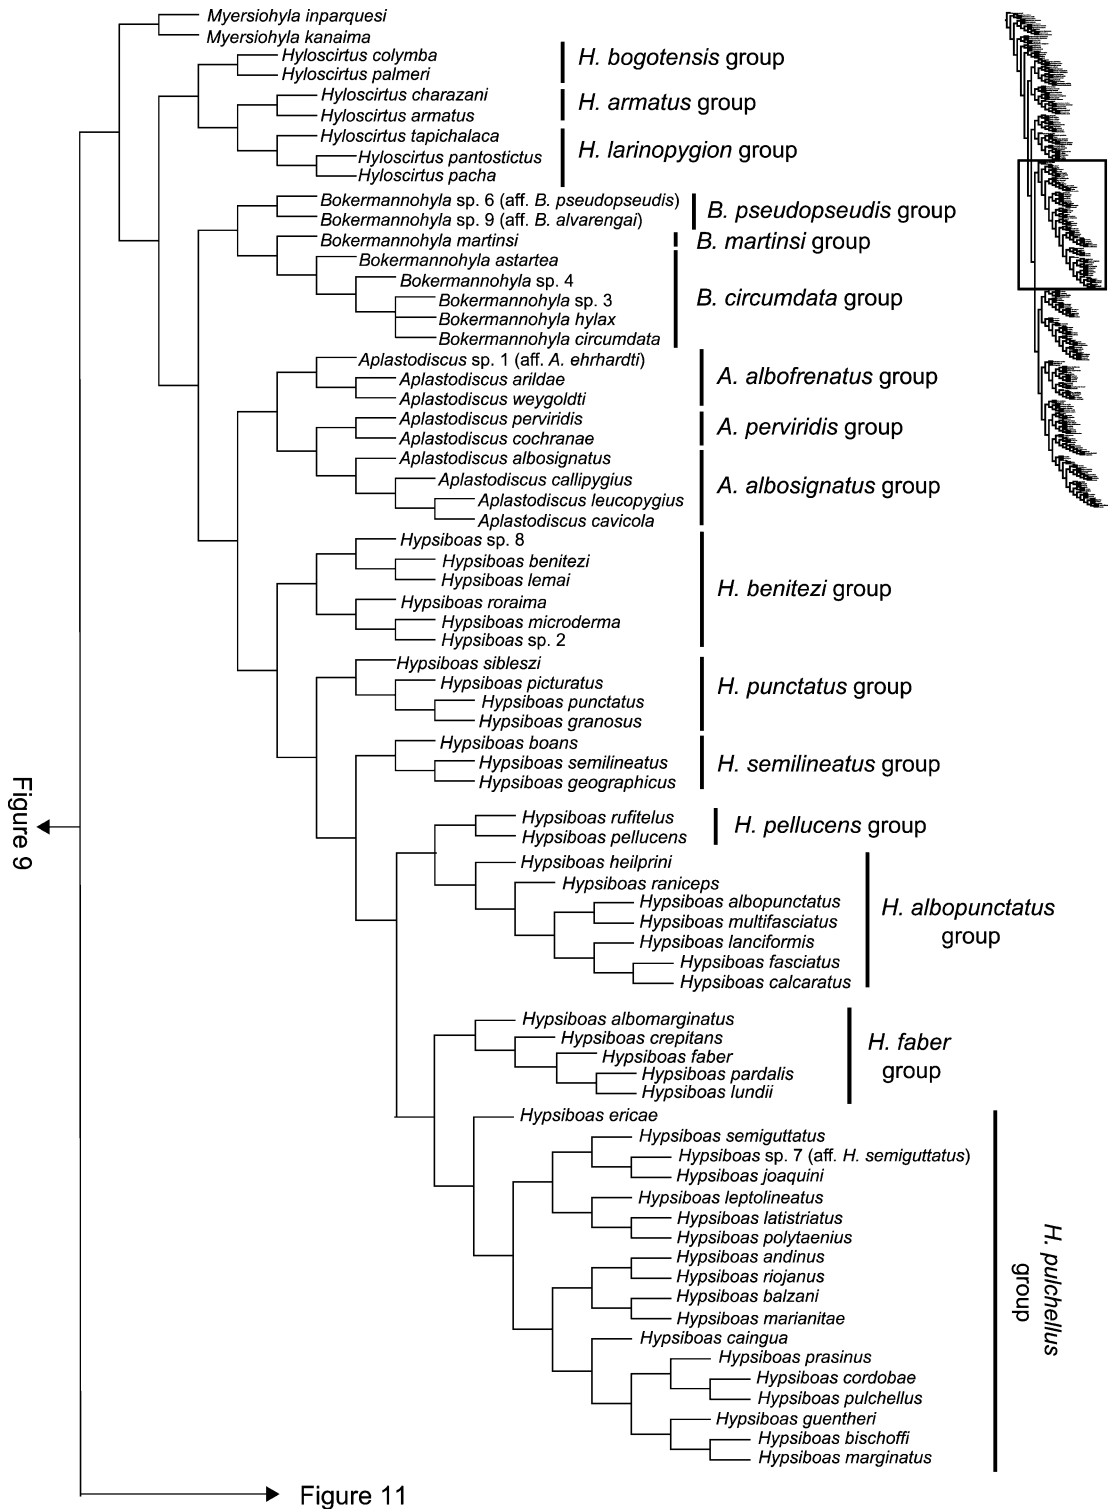 Myersiohyla inparquesi
Myersiohyla kanaima
Hyloscirtus colymba
Hyloscirtus palmeri
H. bogotensis group
Hyloscirtus charazani
Hyloscirtus armatus
H. armatus group
Hyloscirtus tapichalaca
Hyloscirtus pantostictus
Hyloscirtus pacha
H. larinopygion group
Bokermannohyla sp. 6 (aff. B. pseudopseudis)
Bokermannohyla sp. 9 (aff. B. alvarengai)
B. pseudopseudis group
Bokermannohyla martinsi
B. martinsi group
Bokermannohyla astartea
Bokermannohyla sp. 4
Bokermannohyla sp. 3
Bokermannohyla hylax
Bokermannohyla circumdata
B. circumdata group
Aplastodiscus sp. 1 (aff. A. ehrhardti)
Aplastodiscus arildae
Aplastodiscus weygoldti
A. albofrenatus group
Aplastodiscus perviridis
Aplastodiscus cochranae
A. perviridis group
Aplastodiscus albosignatus
Aplastodiscus callipygius
Aplastodiscus leucopygius
Aplastodiscus cavicola
A. albosignatus group
Hypsiboas sp. 8
Hypsiboas benitezi
Hypsiboas lemai
Hypsiboas roraima
Hypsiboas microderma
Hypsiboas sp. 2
H. benitezi group
Hypsiboas sibleszi
Hypsiboas picturatus
Hypsiboas punctatus
Hypsiboas granosus
H. punctatus group
Hypsiboas boans
Hypsiboas semilineatus
Hypsiboas geographicus
H. semilineatus group
Hypsiboas rufitelus
Hypsiboas pellucens
H. pellucens group
Hypsiboas heilprini
Hypsiboas raniceps
Hypsiboas albopunctatus
Hypsiboas multifasciatus
Hypsiboas lanciformis
Hypsiboas fasciatus
Hypsiboas calcaratus
H. albopunctatus
group
Hypsiboas albomarginatus
Hypsiboas crepitans
Hypsiboas faber
Hypsiboas pardalis
Hypsiboas lundii
H. faber
group
Hypsiboas ericae
Hypsiboas semiguttatus
Hypsiboas sp. 7 (aff. H. semiguttatus)
Hypsiboas joaquini
Hypsiboas leptolineatus
Hypsiboas latistriatus
Hypsiboas polytaenius
Hypsiboas andinus
Hypsiboas riojanus
Hypsiboas balzani
Hypsiboas marianitae
Hypsiboas caingua
Hypsiboas prasinus
Hypsiboas cordobae
Hypsiboas pulchellus
Hypsiboas guentheri
Hypsiboas bischoffi
Hypsiboas marginatus
H. pulchellus
group
Figure 9
Figure 11